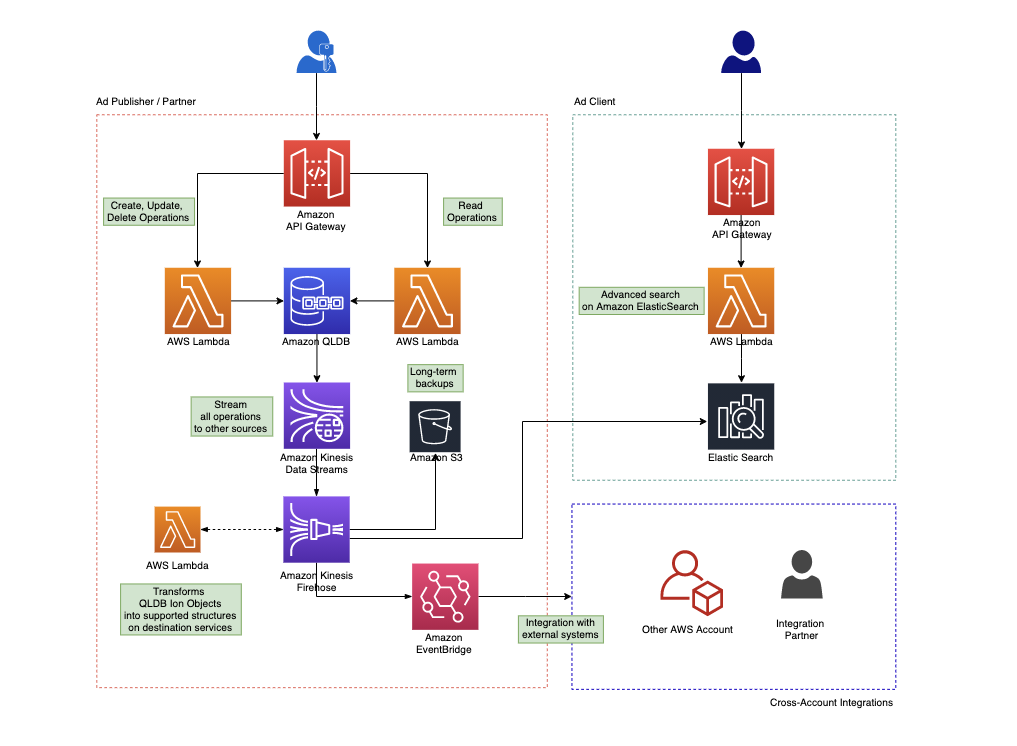 Ad Publisher / Partner
Ad Client
Amazon
API Gateway
Create, Update,
Delete Operations
Read
Operations
Amazon
API Gateway
AWS Lambda
Amazon QLDB
AWS Lambda
Advanced search
on Amazon ElasticSearch
AWS Lambda
Long-term
backups
Stream
all operations
to other sources
Amazon Kinesis
Data Streams
Amazon S3
Elastic Search
AWS Lambda
Amazon Kinesis
Firehose
Transforms
QLDB Ion Objects
into supported structures
on destination services
Amazon
EventBridge
Integration with
external systems
Other AWS Account
Integration
Partner
Cross-Account Integrations